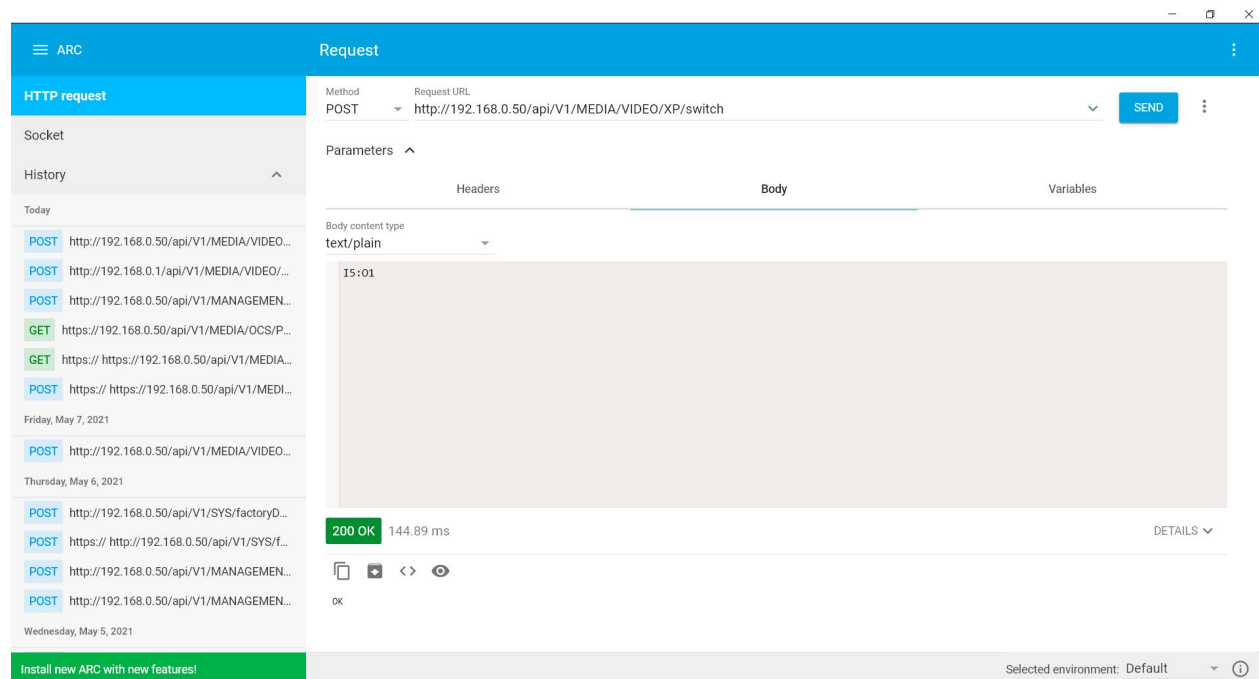 ARC
Request
HTTP request
Socket
History
Today
POST http://192.168.0.50/api/V1/MEDIA/VIDEO...
POST http://192.168.0.1/api/V1/MEDIA/VIDEO/...
POST http://192.168.0.50/api/V1/MANAGEMEN...
GET https://192.168.0.50/api/V1/MEDIA/OCS/P...
GET https:// https://192.168.0.50/api/V1/MEDIA...
POST https:// https://192.168.0.50/api/V1/MEDI...
Friday, May 7, 2021
POST http://192.168.0.50/api/V1/MEDIA/VIDEO...
Thursday, May 6, 2021
POST http://192.168.0.50/api/V1/SYS/factoryD...
POST https:// http://192.168.0.50/api/V1/SYS/f...
POST http://192.168.0.50/api/V1/MANAGEMEN...
POST http://192.168.0.50/api/V1/MANAGEMEN...
Wednesday, May 5, 2021
Install new ARC with new features!
Method Request URL
POST http://192.168.0.50/api/V1/MEDIA/VIDEO/XP/switch
SEND
Parameters
Headers Body Variables
Body content type
text/plain
I5:O1
200 OK 144.89 ms DETAILS
OK
Selected environment: Default